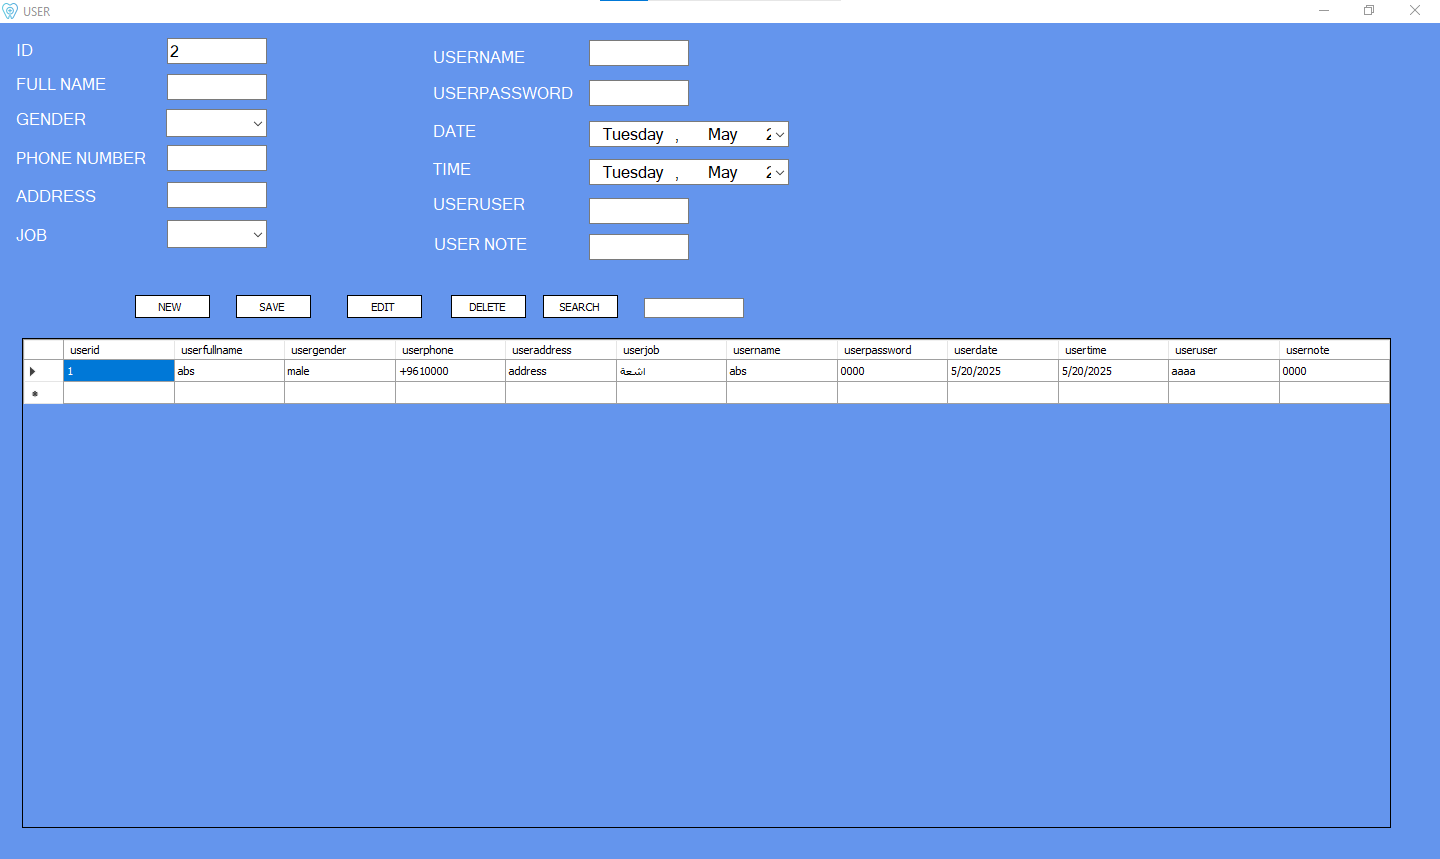 USER
ID 2
FULL NAME
GENDER
PHONE NUMBER
ADDRESS
JOB
USERNAME
USERPASSWORD
DATE Tuesday , May
TIME Tuesday , May
USERUSER
USER NOTE
NEW SAVE EDIT DELETE SEARCH
userid userfullname usergender userphone useraddress userjob username userpassword userdate usertime useruser usernote
1 abs male +9610000 address اشعة abs 0000 5/20/2025 5/20/2025 aaaa 0000